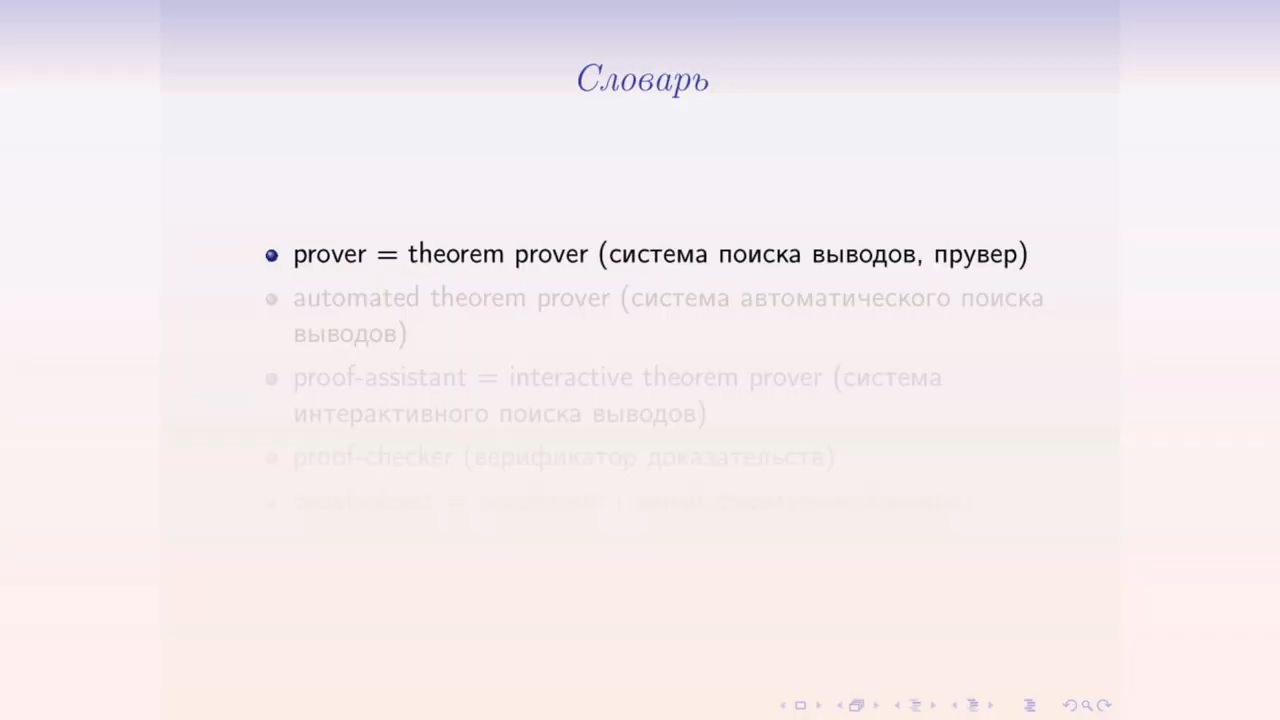 Словарь
prover = theorem prover (система поиска выводов, прувер)
automated theorem prover (система автоматического поиска
выводов)
proof-assistant = interactive theorem prover (система
интерактивного поиска выводов)
proof-checker (верификатор доказательств)